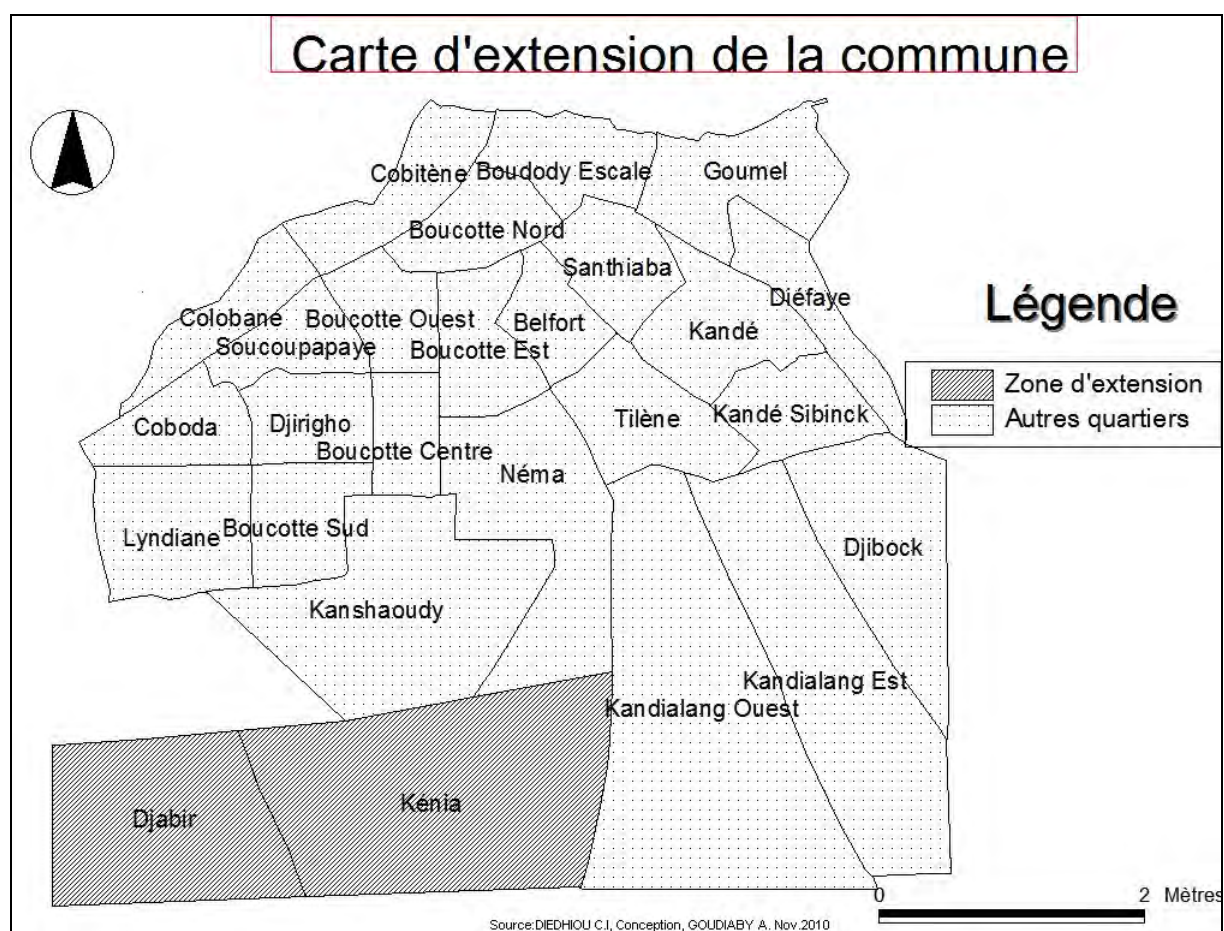 Carte d'extension de la commune
Cobitène
Boudody Escale
Goumel
Boucotte Nord
Santhiaba
Diéfaye
Légende
Colobane
Boucotte Ouest
Belfort
Kandé
Soucoupapaye
Boucotte Est
Zone d'extension
Autres quartiers
Coboda
Djirigho
Tilène
Kandé Sibinck
Boucotte Centre
Néma
Lyndiane
Boucotte Sud
Djibock
Kanshaoudy
Kandialang Est
Kandialang Ouest
Kénia
Djabir
0 2 Mètres
Source:DIEDHIOU C.I, Conception, GOUDIABY A. Nov.2010